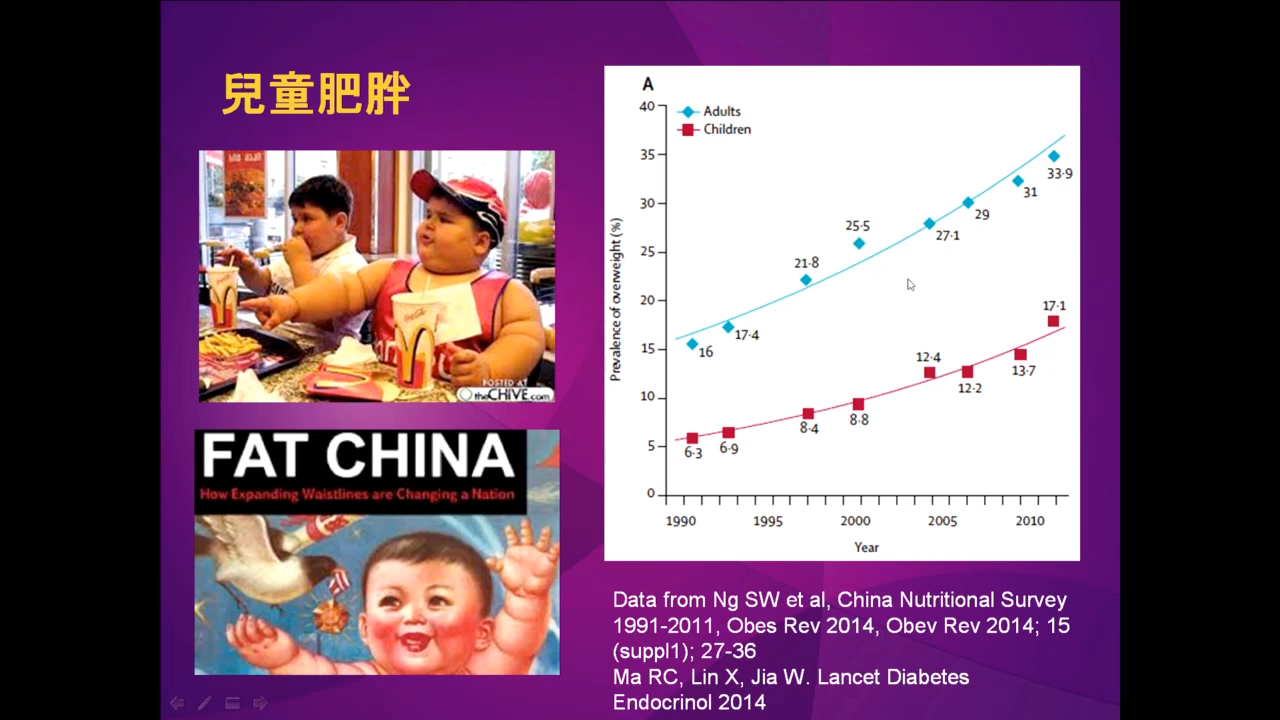 兒童肥胖
POSTED AT
theCHIVE.com
FAT CHINA
How Expanding Waistlines are Changing a Nation
A
Adults
Children
Prevalence of overweight (%)
40
35
30
25
20
15
10
5
0
16
17·4
21·8
25·5
27·1
29
31
33·9
6·3
6·9
8·4
8·8
12·4
12·2
13·7
17·1
1990 1995 2000 2005 2010
Year
Data from Ng SW et al, China Nutritional Survey
1991-2011, Obes Rev 2014, Obev Rev 2014; 15
(suppl1); 27-36
Ma RC, Lin X, Jia W. Lancet Diabetes
Endocrinol 2014